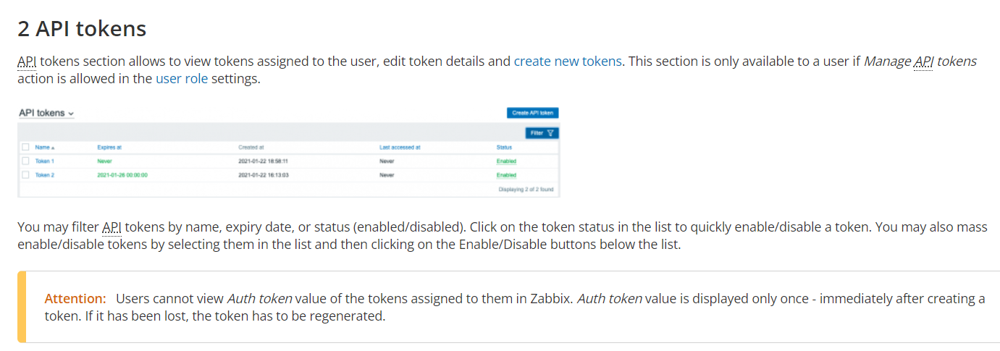 2 API tokens
API tokens section allows to view tokens assigned to the user, edit token details and create new tokens. This section is only available to a user if Manage API tokens
action is allowed in the user role settings.
API tokens
Create API token
Filter
Name Expires at Created at Last accessed at Status
Token 1 Never 2021-01-22 16:58:11 Never Enabled
Token 2 2021-01-26 00:00:00 2021-01-22 16:13:03 Never Enabled
Displaying 2 of 2 found
You may filter API tokens by name, expiry date, or status (enabled/disabled). Click on the token status in the list to quickly enable/disable a token. You may also mass
enable/disable tokens by selecting them in the list and then clicking on the Enable/Disable buttons below the list.
Attention: Users cannot view Auth token value of the tokens assigned to them in Zabbix. Auth token value is displayed only once - immediately after creating a
token. If it has been lost, the token has to be regenerated.